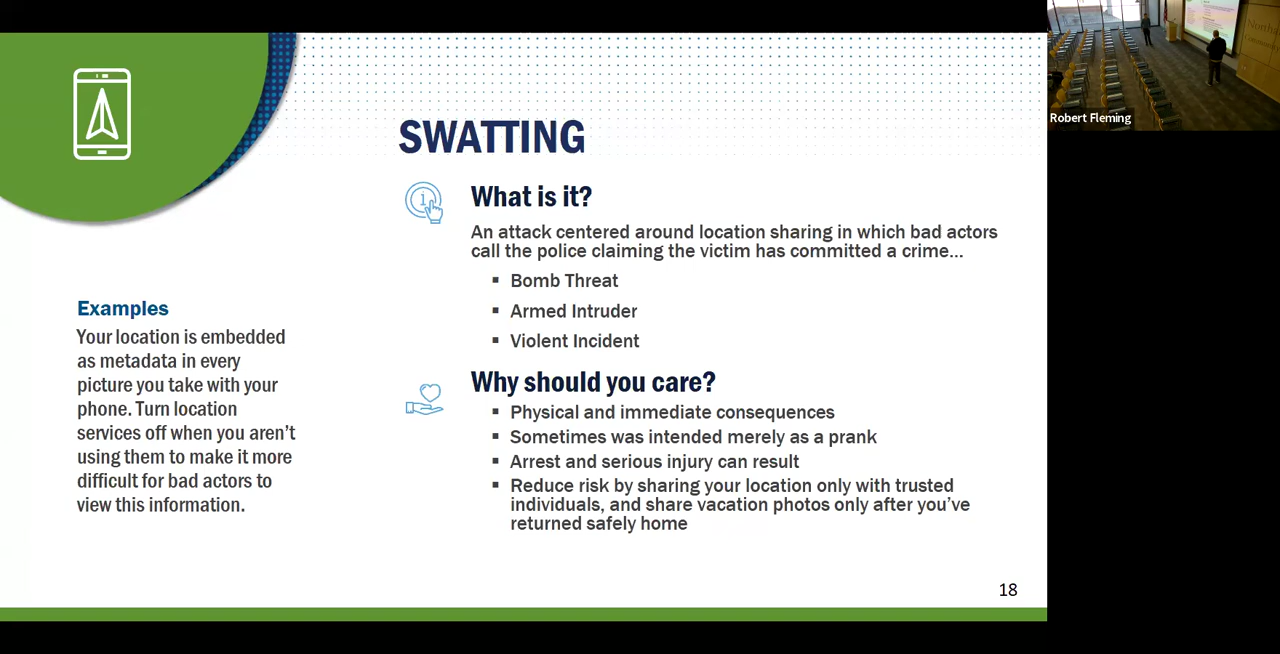 SWATTING
What is it?
An attack centered around location sharing in which bad actors
call the police claiming the victim has committed a crime...
▪ Bomb Threat
▪ Armed Intruder
▪ Violent Incident
Why should you care?
▪ Physical and immediate consequences
▪ Sometimes was intended merely as a prank
▪ Arrest and serious injury can result
▪ Reduce risk by sharing your location only with trusted
individuals, and share vacation photos only after you've
returned safely home
Examples
Your location is embedded
as metadata in every
picture you take with your
phone. Turn location
services off when you aren't
using them to make it more
difficult for bad actors to
view this information.
18
Robert Fleming